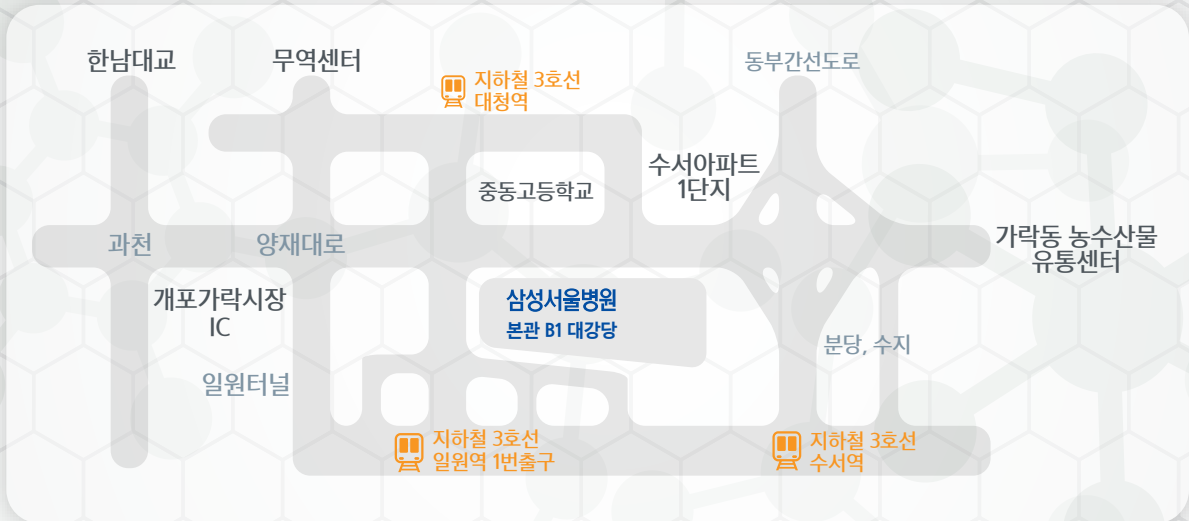 한남대교
무역센터
지하철 3호선
대청역
동부간선도로
중동고등학교
수서아파트
1단지
과천
양재대로
가락동 농수산물
유통센터
개포가락시장
IC
삼성서울병원
본관 B1 대강당
분당, 수지
일원터널
지하철 3호선
일원역 1번출구
지하철 3호선
수서역